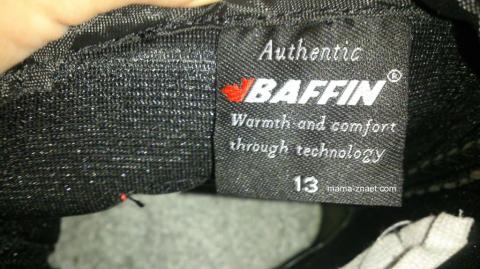 Authentic
BAFFIN®
Warmth and comfort
through technology
13
mama-znaet.com